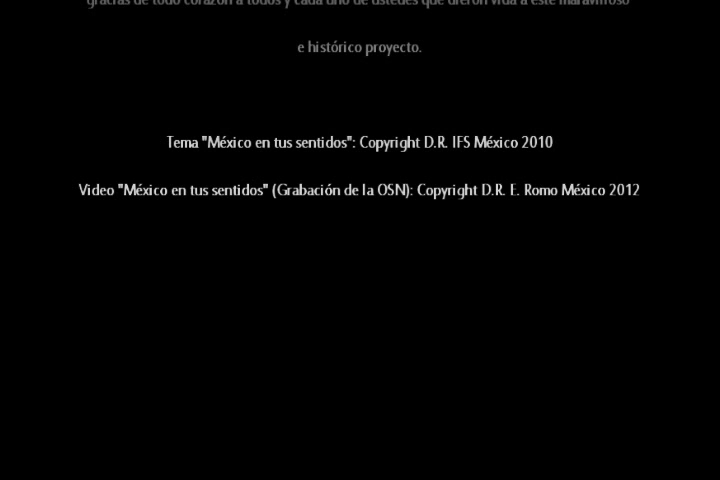 gracias de todo corazón a todos y cada uno de ustedes que dieron vida a este maravilloso
e histórico proyecto.
Tema "México en tus sentidos": Copyright D.R. IFS México 2010
Video "México en tus sentidos" (Grabación de la OSN): Copyright D.R. E. Romo México 2012